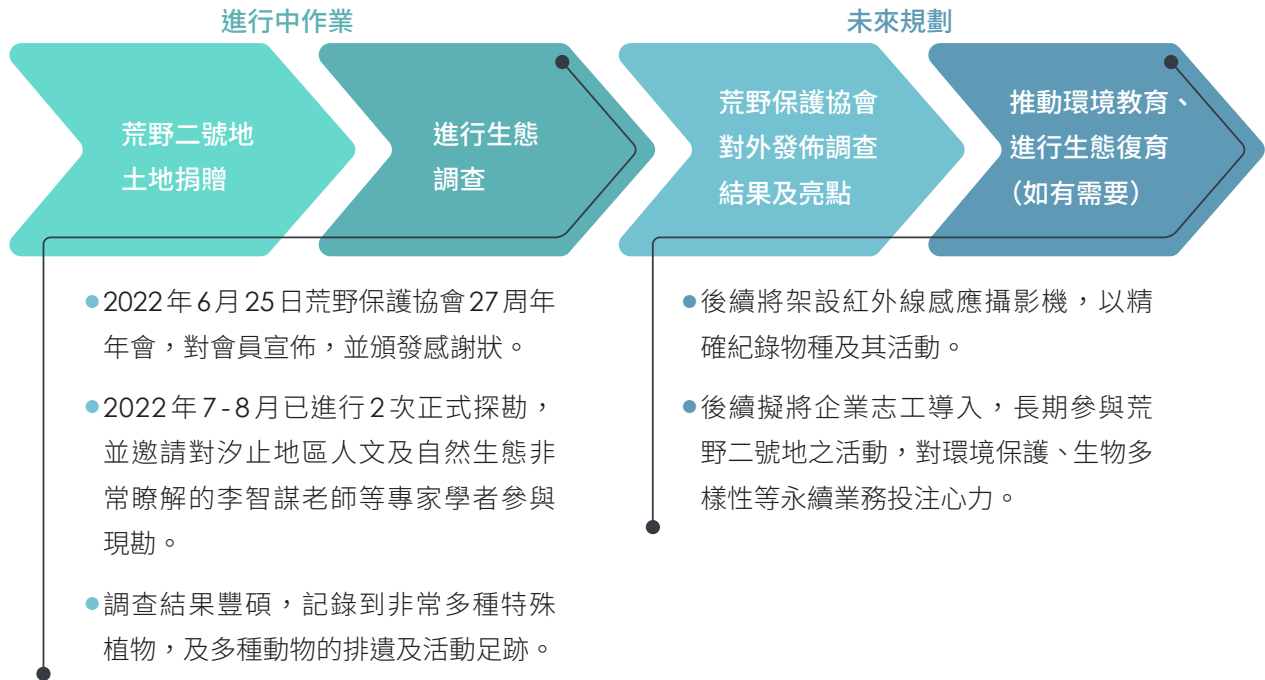 進行中作業
荒野二號地
土地捐贈
進行生態
調查
2022年6月25日荒野保護協會27周年
年會，對會員宣佈，並頒發感謝狀。
2022年7-8月已進行2次正式探勘，
並邀請對汐止地區人文及自然生態非
常瞭解的李智謀老師等專家學者參與
現勘。
調查結果豐碩，記錄到非常多種特殊
植物，及多種動物的排遺及活動足跡。
未來規劃
荒野保護協會
對外發佈調查
結果及亮點
推動環境教育、
進行生態復育
（如有需要）
後續將架設紅外線感應攝影機，以精
確紀錄物種及其活動。
後續擬將企業志工導入，長期參與荒
野二號地之活動，對環境保護、生物多
樣性等永續業務投注心力。